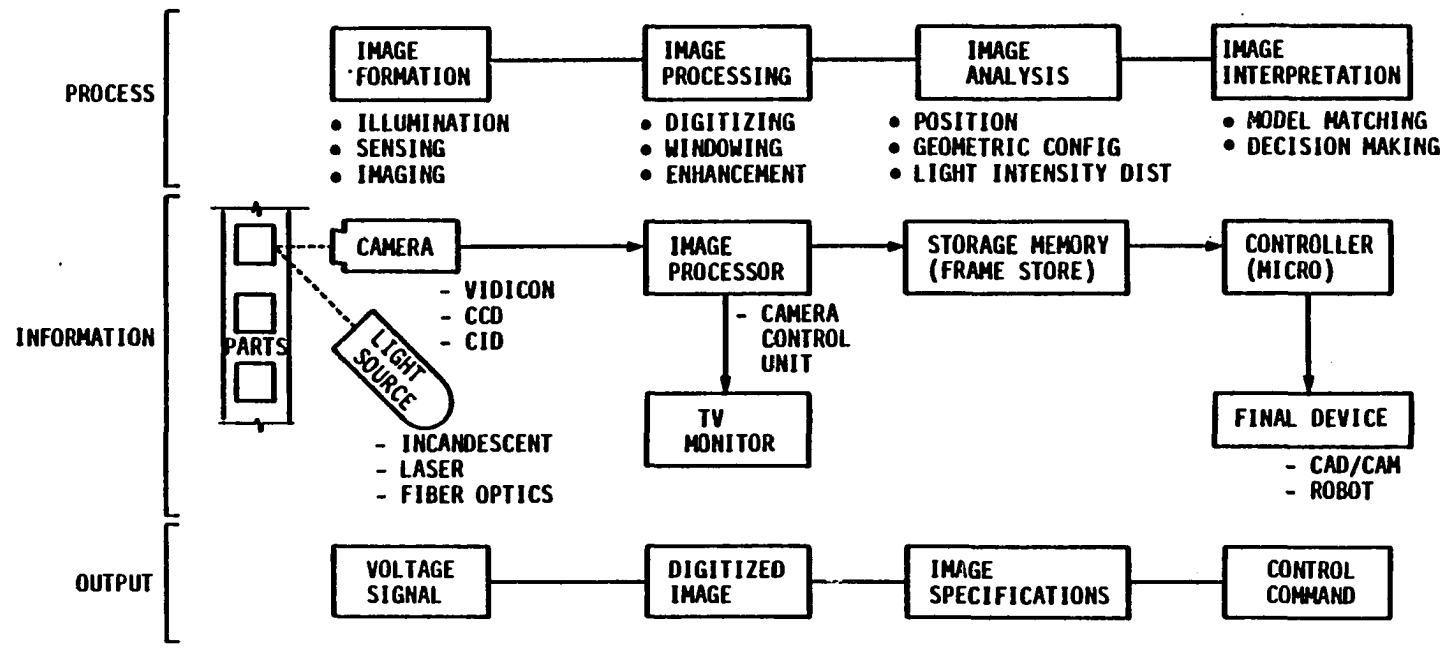 PROCESS
IMAGE
FORMATION
• ILLUMINATION
• SENSING
• IMAGING
IMAGE
PROCESSING
• DIGITIZING
• WINDOWING
• ENHANCEMENT
IMAGE
ANALYSIS
• POSITION
• GEOMETRIC CONFIG
• LIGHT INTENSITY DIST
IMAGE
INTERPRETATION
• MODEL MATCHING
• DECISION MAKING
INFORMATION
PARTS
CAMERA
- VIDICON
- CCD
- CID
LIGHT
SOURCE
- INCANDESCENT
- LASER
- FIBER OPTICS
IMAGE
PROCESSOR
- CAMERA
CONTROL
UNIT
TV
MONITOR
STORAGE MEMORY
(FRAME STORE)
CONTROLLER
(MICRO)
FINAL DEVICE
- CAD/CAM
- ROBOT
OUTPUT
VOLTAGE
SIGNAL
DIGITIZED
IMAGE
IMAGE
SPECIFICATIONS
CONTROL
COMMAND